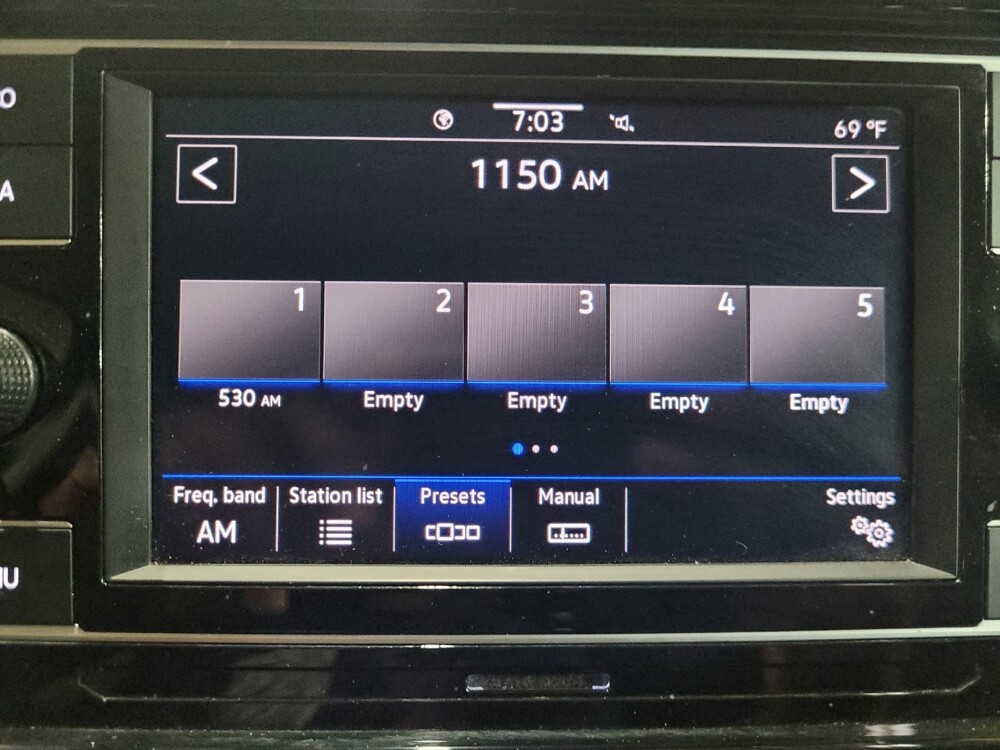 7:03
69 °F
< 1150 AM >
1 2 3 4 5
530 AM Empty Empty Empty Empty
Freq. band Station list Presets Manual Settings
AM
A